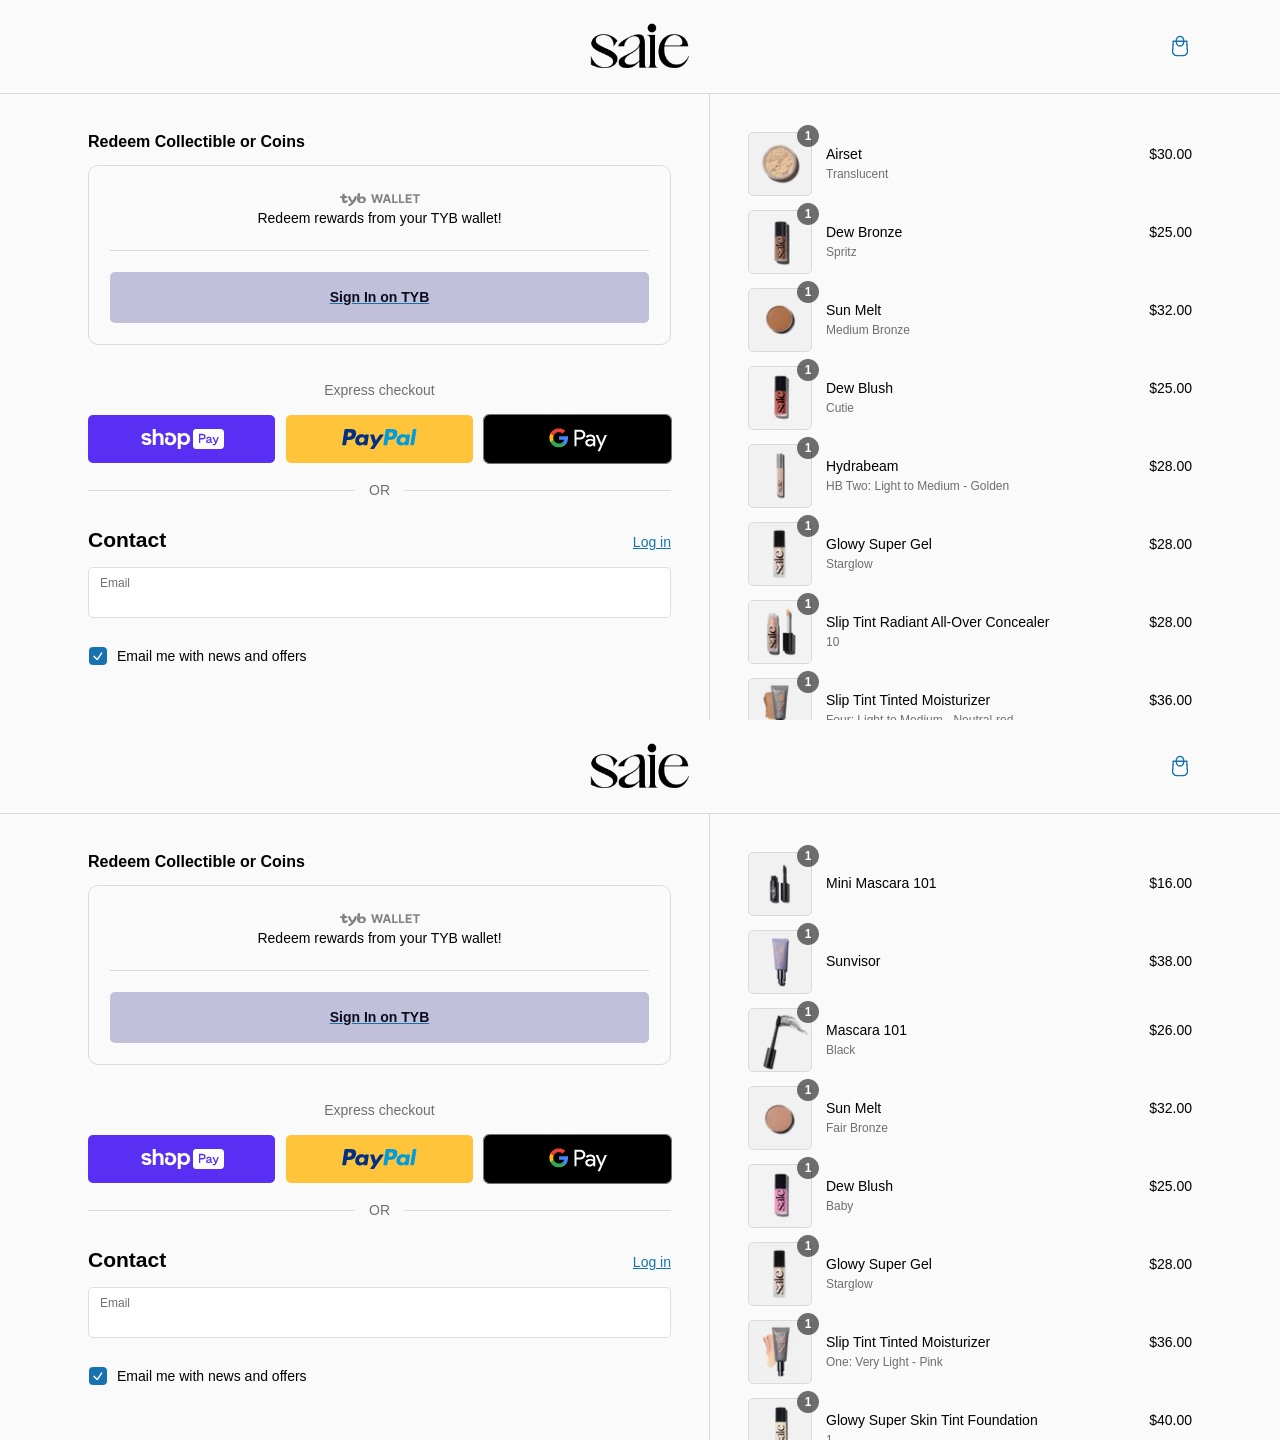 saie
Redeem Collectible or Coins
tyb WALLET
Redeem rewards from your TYB wallet!
Sign In on TYB
Express checkout
shop Pay
PayPal
G Pay
OR
Contact
Log in
Email
Email me with news and offers
1
Airset
Translucent
$30.00
1
Dew Bronze
Spritz
$25.00
1
Sun Melt
Medium Bronze
$32.00
1
Dew Blush
Cutie
$25.00
1
Hydrabeam
HB Two: Light to Medium - Golden
$28.00
1
Glowy Super Gel
Starglow
$28.00
1
Slip Tint Radiant All-Over Concealer
10
$28.00
1
Slip Tint Tinted Moisturizer
Four: Light to Medium - Neutral-red
$36.00
saie
Redeem Collectible or Coins
tyb WALLET
Redeem rewards from your TYB wallet!
Sign In on TYB
Express checkout
shop Pay
PayPal
G Pay
OR
Contact
Log in
Email
Email me with news and offers
1
Mini Mascara 101
$16.00
1
Sunvisor
$38.00
1
Mascara 101
Black
$26.00
1
Sun Melt
Fair Bronze
$32.00
1
Dew Blush
Baby
$25.00
1
Glowy Super Gel
Starglow
$28.00
1
Slip Tint Tinted Moisturizer
One: Very Light - Pink
$36.00
1
Glowy Super Skin Tint Foundation
1
$40.00